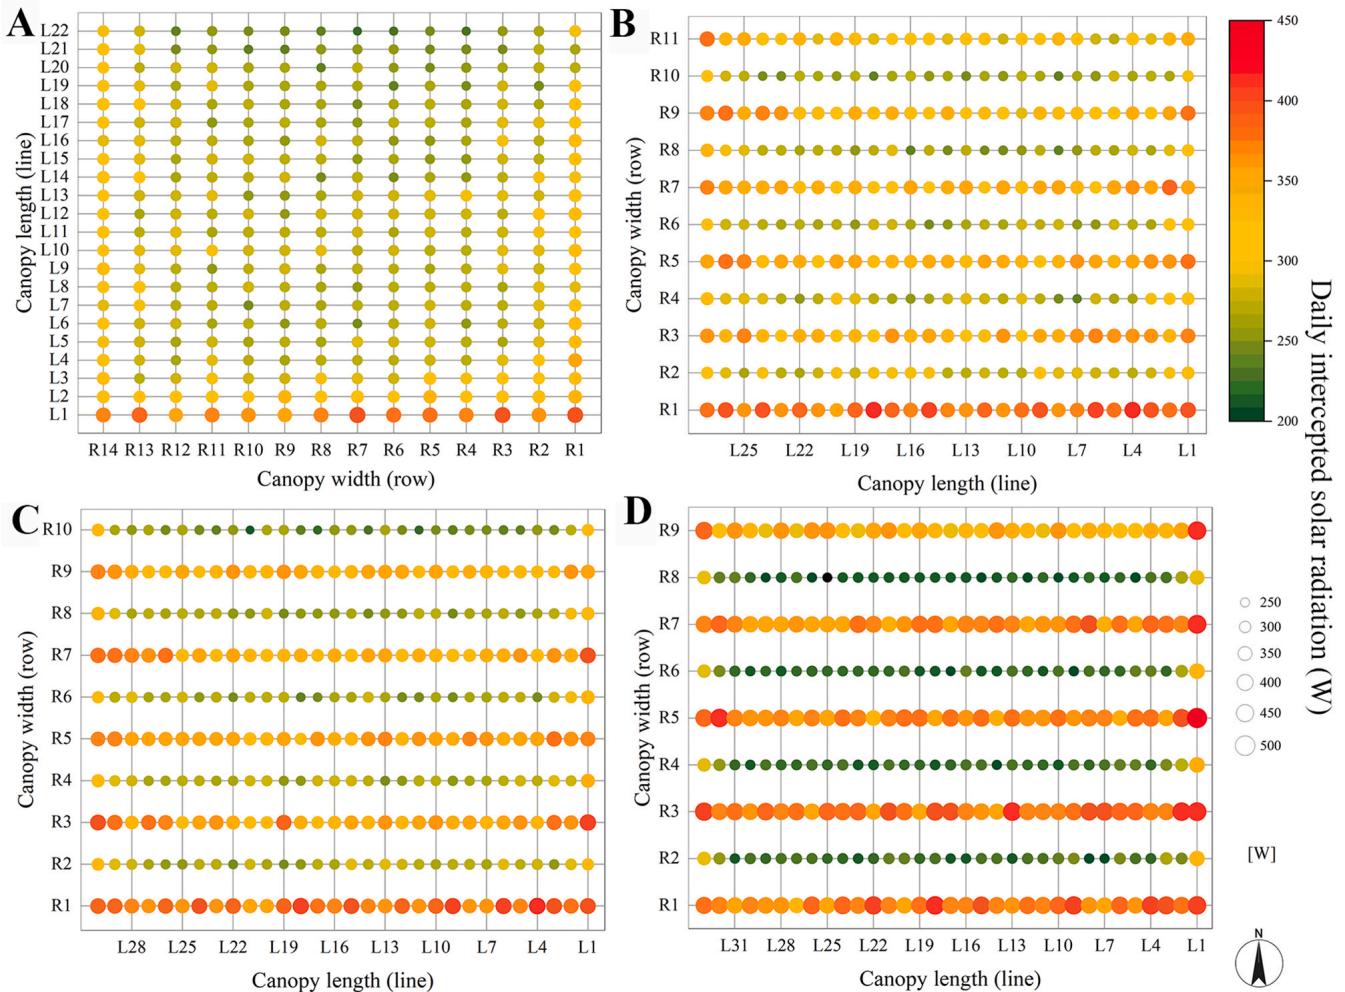 A
L22
L21
L20
L19
L18
L17
L16
L15
L14
L13
L12
L11
L10
L9
L8
L7
L6
L5
L4
L3
L2
L1
Canopy length (line)
R14 R13 R12 R11 R10 R9 R8 R7 R6 R5 R4 R3 R2 R1
Canopy width (row)
B
R11
R10
R9
R8
R7
R6
R5
R4
R3
R2
R1
Canopy width (row)
L25 L22 L19 L16 L13 L10 L7 L4 L1
Canopy length (line)
450
400
350
300
250
200
Daily intercepted solar radiation (W)
250
300
350
400
450
500
[W]
N
C
R10
R9
R8
R7
R6
R5
R4
R3
R2
R1
Canopy width (row)
L28 L25 L22 L19 L16 L13 L10 L7 L4 L1
Canopy length (line)
D
R9
R8
R7
R6
R5
R4
R3
R2
R1
Canopy width (row)
L31 L28 L25 L22 L19 L16 L13 L10 L7 L4 L1
Canopy length (line)